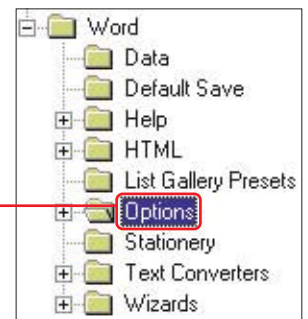 Word
Data
Default Save
Help
HTML
List Gallery Presets
Options
Stationery
Text Converters
Wizards